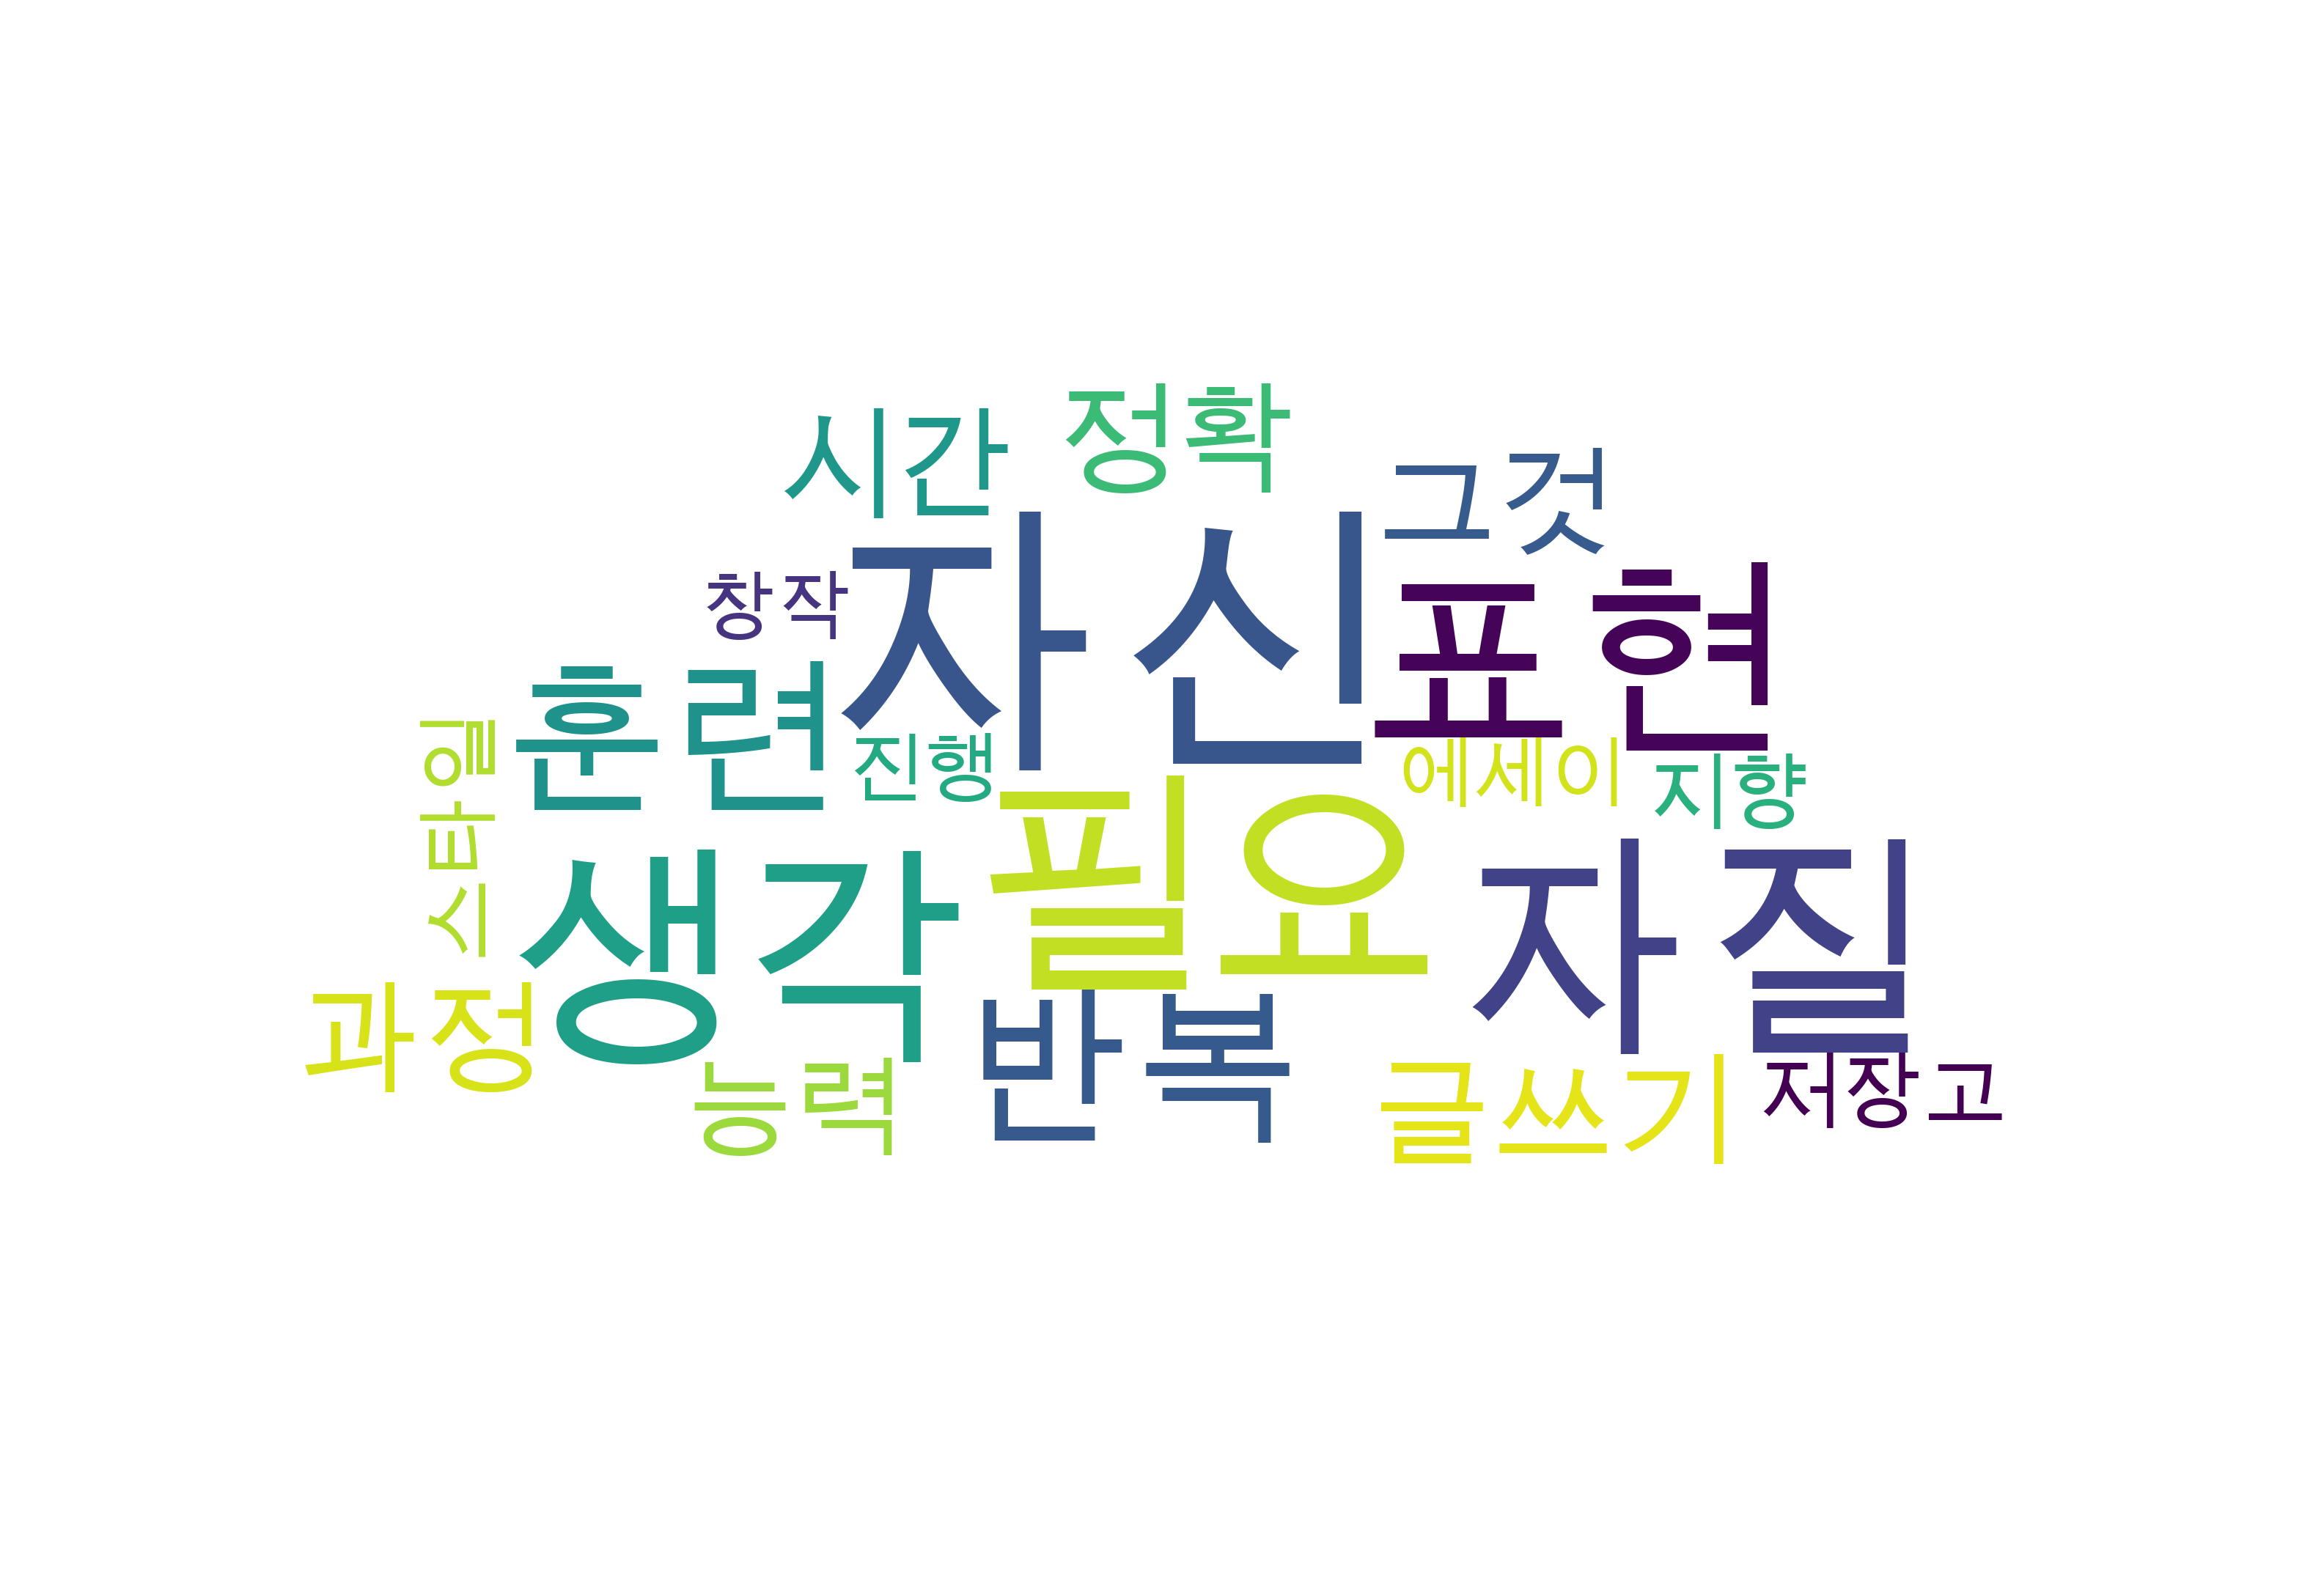 시간
정확
그것
창작
자신
표현
훈련
진행
에세이
지향
스타일
생각
필요
자질
과정
능력
반복
글쓰기
저장고